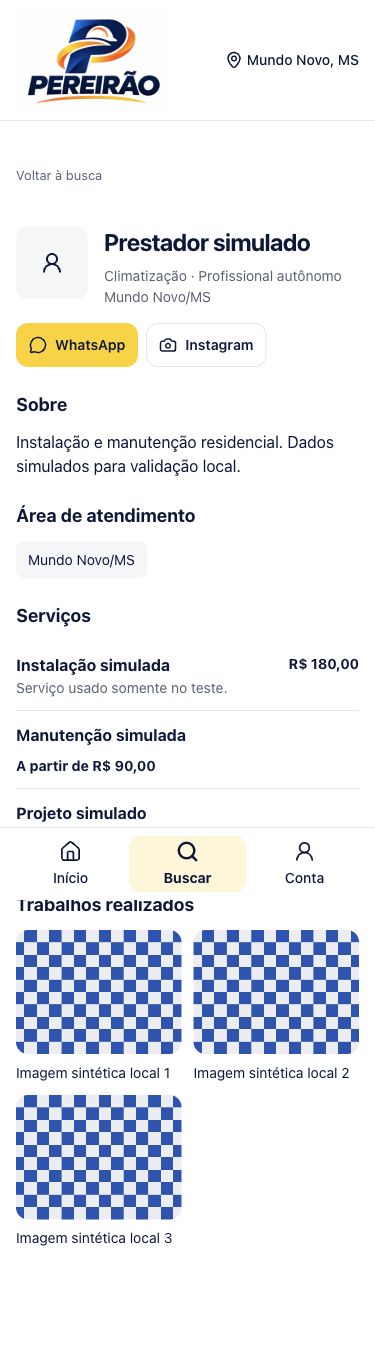 PEREIRÃO
Mundo Novo, MS
Voltar à busca
Prestador simulado
Climatização · Profissional autônomo
Mundo Novo/MS
WhatsApp
Instagram
Sobre
Instalação e manutenção residencial. Dados
simulados para validação local.
Área de atendimento
Mundo Novo/MS
Serviços
Instalação simulada
R$ 180,00
Serviço usado somente no teste.
Manutenção simulada
A partir de R$ 90,00
Projeto simulado
Início
Buscar
Conta
Trabalhos realizados
Imagem sintética local 1
Imagem sintética local 2
Imagem sintética local 3